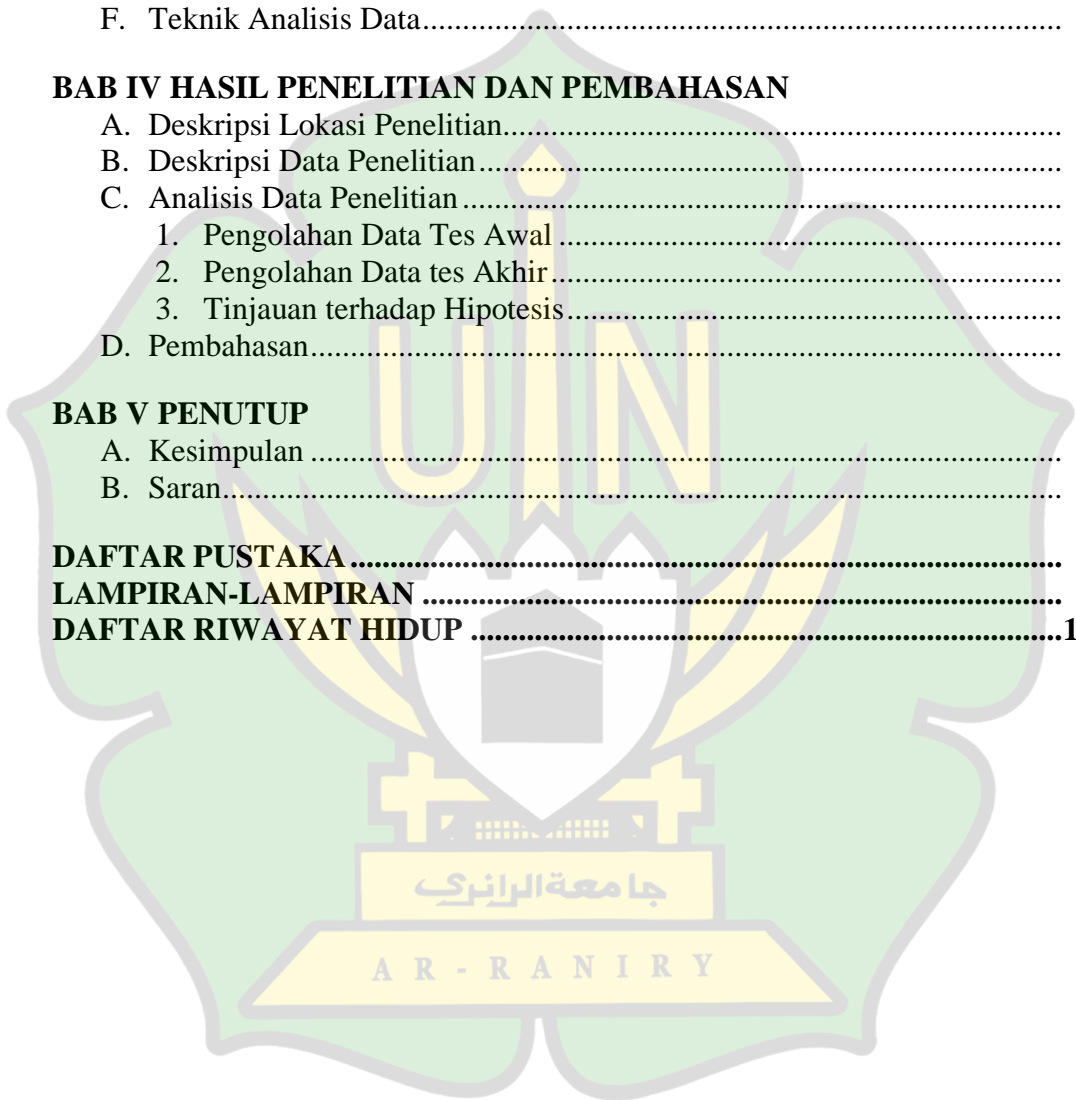 F. Teknik Analisis Data......................................................................................
BAB IV HASIL PENELITIAN DAN PEMBAHASAN
A. Deskripsi Lokasi Penelitian...........................................................................
B. Deskripsi Data Penelitian..............................................................................
C. Analisis Data Penelitian................................................................................
1. Pengolahan Data Tes Awal....................................................................
2. Pengolahan Data tes Akhir.....................................................................
3. Tinjauan terhadap Hipotesis...................................................................
D. Pembahasan..................................................................................................
BAB V PENUTUP
A. Kesimpulan ..................................................................................................
B. Saran..............................................................................................................
DAFTAR PUSTAKA ...........................................................................................
LAMPIRAN-LAMPIRAN ..................................................................................
DAFTAR RIWAYAT HIDUP ............................................................................1
UIN
جامعة الرانري
AR-RANIRY